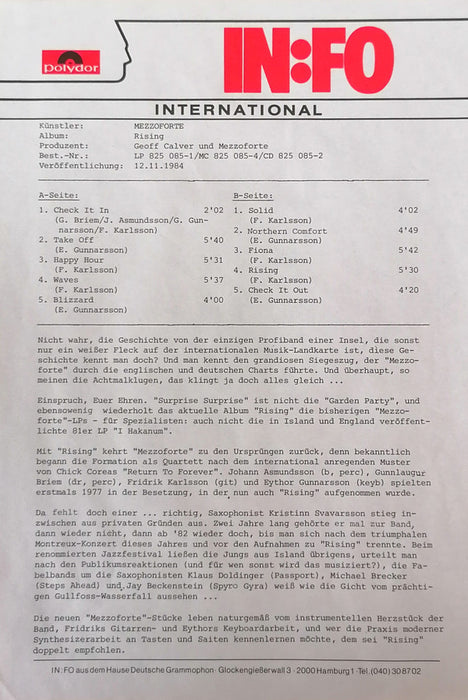 polydor
IN:FO
INTERNATIONAL
Künstler: MEZZOFORTE
Album: Rising
Produzent: Geoff Calver und Mezzoforte
Best.-Nr.: LP 825 085-1/MC 825 085-4/CD 825 085-2
Veröffentlichung: 12.11.1984
A-Seite:
1. Check It In 2'02
(G. Briem/J. Asmundsson/G. Gun-
narsson/F. Karlsson)
2. Take Off 5'40
(E. Gunnarsson)
3. Happy Hour 5'31
(F. Karlsson)
4. Waves 5'37
(F. Karlsson)
5. Blizzard 4'00
(E. Gunnarsson)
B-Seite:
1. Solid 4'02
(F. Karlsson)
2. Northern Comfort 4'49
(E. Gunnarsson)
3. Fiona 5'42
(F. Karlsson)
4. Rising 5'30
(F. Karlsson)
5. Check It Out 4'20
(E. Gunnarsson)
Nicht wahr, die Geschichte von der einzigen Profiband einer Insel, die sonst
nur ein weißer Fleck auf der internationalen Musik-Landkarte ist, diese Ge-
schichte kennt man doch? Und man kennt den grandiosen Siegeszug, der "Mezzo-
forte" durch die englischen und deutschen Charts führte. Und überhaupt, so
meinen die Achtmalklugen, das klingt ja doch alles gleich ...
Einspruch, Euer Ehren. "Surprise Surprise" ist nicht die "Garden Party", und
ebensowenig wiederholt das aktuelle Album "Rising" die bisherigen "Mezzo-
forte"-LPs - für Spezialisten: auch nicht die in Island und England veröffent-
lichte 81er LP "I Hakanum".
Mit "Rising" kehrt "Mezzoforte" zu den Ursprüngen zurück, denn bekanntlich
begann die Formation als Quartett nach dem international anregenden Muster
von Chick Coreas "Return To Forever". Johann Asmundsson (b, perc), Gunnlaugur
Briem (dr, perc), Fridrik Karlsson (git) und Eythor Gunnarsson (keyb) spielten
erstmals 1977 in der Besetzung, in der nun auch "Rising" aufgenommen wurde.
Da fehlt doch einer ... richtig, Saxophonist Kristinn Svavarsson stieg in-
zwischen aus privaten Gründen aus. Zwei Jahre lang gehörte er mal zur Band,
dann wieder nicht, dann ab '82 wieder doch, bis man sich nach dem triumphalen
Montreux-Konzert dieses Jahres und vor den Aufnahmen zu "Rising" trennte. Beim
renommierten Jazzfestival ließen die Jungs aus Island übrigens, urteilt man
nach den Publikumsreaktionen (und für wen sonst wird das musiziert?), die Fa-
belbands um die Saxophonisten Klaus Doldinger (Passport), Michael Brecker
(Steps Ahead) und Jay Beckenstein (Spyro Gyra) weiß wie die Gicht vom prächti-
gen Gullfoss-Wasserfall aussehen ...
Die neuen "Mezzoforte"-Stücke leben naturgemäß vom instrumentellen Herzstück der
Band, Fridriks Gitarren- und Eythors Keyboardarbeit, und wer die Praxis moderner
Synthesizerarbeit an Tasten und Saiten kennenlernen möchte, dem sei "Rising"
doppelt empfohlen.
IN:FO aus dem Hause Deutsche Grammophon · Glockengießerwall 3 · 2000 Hamburg 1 · Tel. (040) 30 87 02